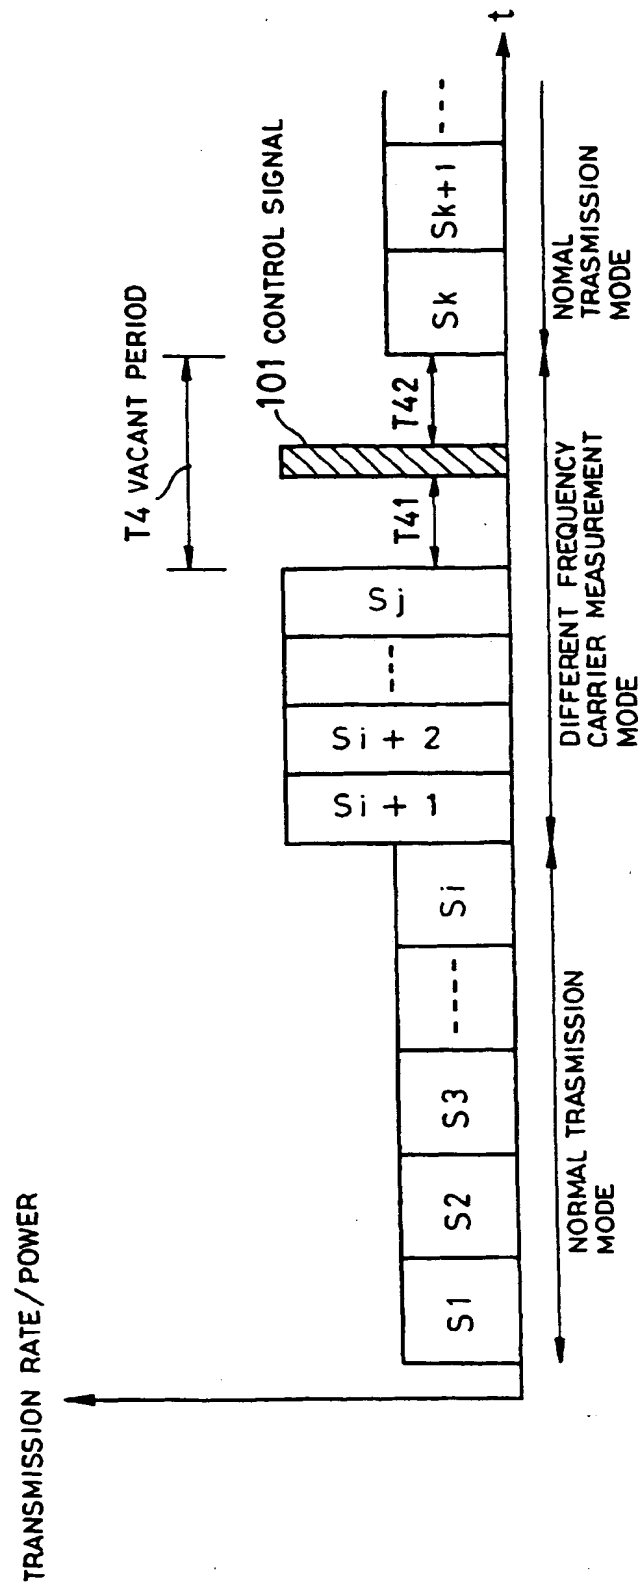 TRANSMISSION RATE/POWER
T4 VACANT PERIOD
101 CONTROL SIGNAL
S1
S2
S3
----
Si
Si+1
Si+2
---
Sj
T41
T42
Sk
Sk+1
---
t
NORMAL TRASMISSION
MODE
DIFFERENT FREQUENCY
CARRIER MEASUREMENT
MODE
NOMAL
TRASMISSION
MODE